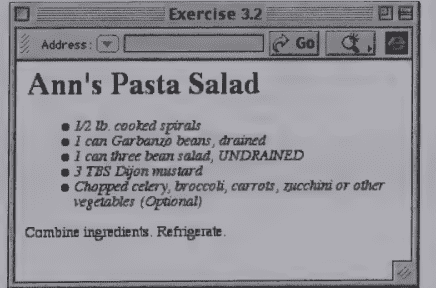 Exercise 3.2
Address:
Go
Ann's Pasta Salad
1/2 lb. cooked spirals
1 can Garbanzo beans, drained
1 can three bean salad, UNDRAINED
3 TBS Dijon mustard
Chopped celery, broccoli, carrots, zucchini or other
vegetables (Optional)
Combine ingredients. Refrigerate.